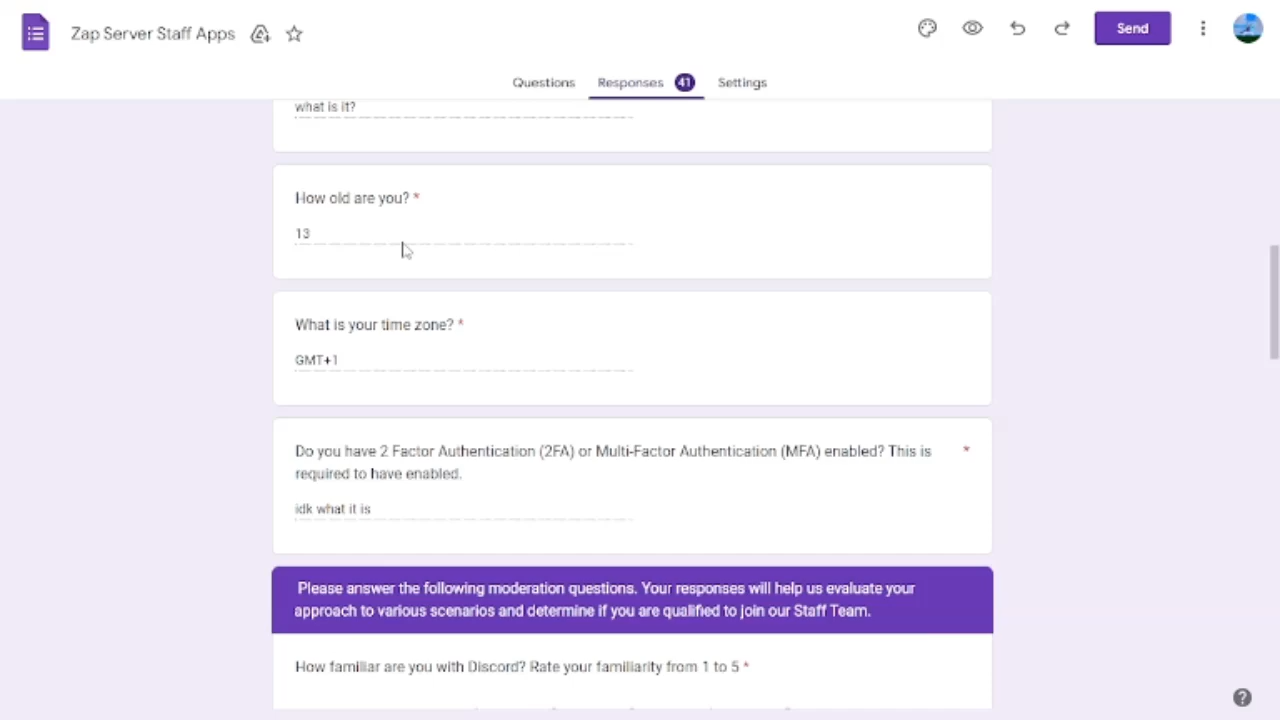 Zap Server Staff Apps
Send
Questions
Responses 41
Settings
what is it?
How old are you? *
13
What is your time zone? *
GMT+1
Do you have 2 Factor Authentication (2FA) or Multi-Factor Authentication (MFA) enabled? This is *
required to have enabled.
idk what it is
Please answer the following moderation questions. Your responses will help us evaluate your
approach to various scenarios and determine if you are qualified to join our Staff Team.
How familiar are you with Discord? Rate your familiarity from 1 to 5 *